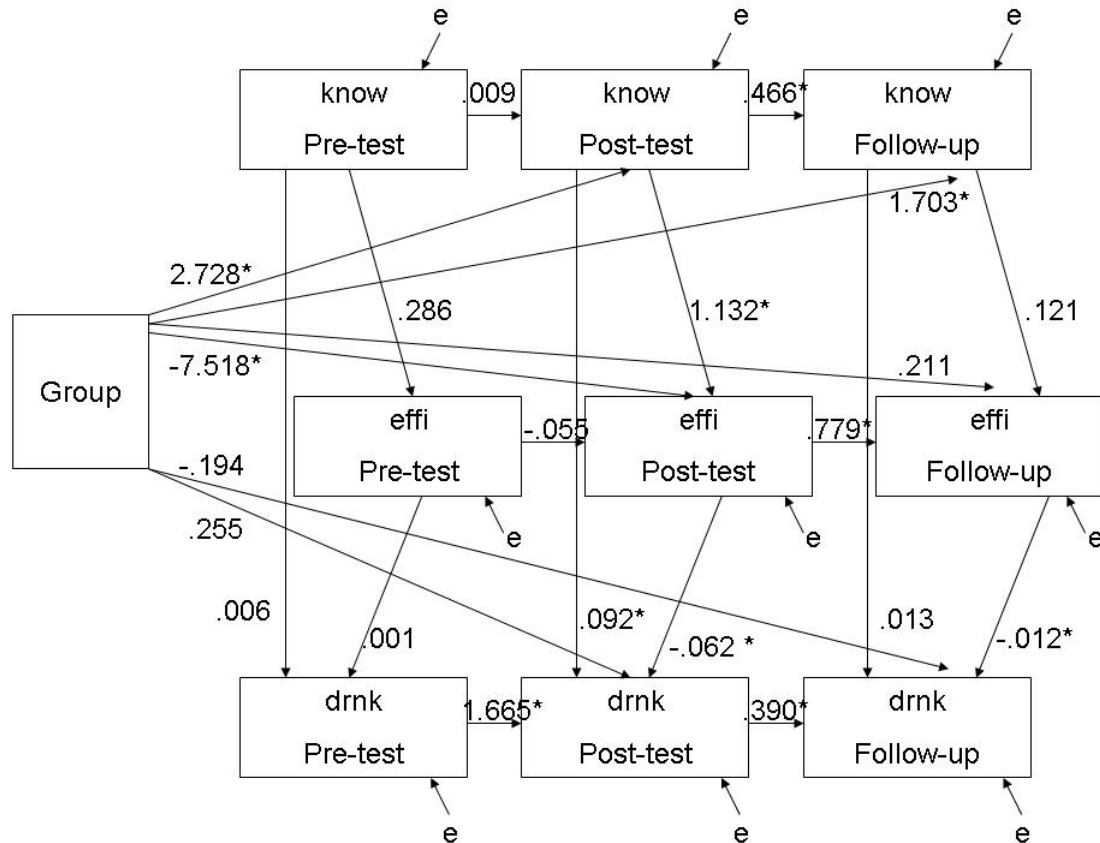 e e e
know know know
.009 .466*
Pre-test Post-test Follow-up
1.703*
2.728*
.286 1.132* .121
-7.518* .211
Group
effi effi effi
-.055 .779*
Pre-test Post-test Follow-up
-.194
.255
e e e
.006 .092* .013
.001 -.062 * -.012*
drnk drnk drnk
1.665* .390*
Pre-test Post-test Follow-up
e e e